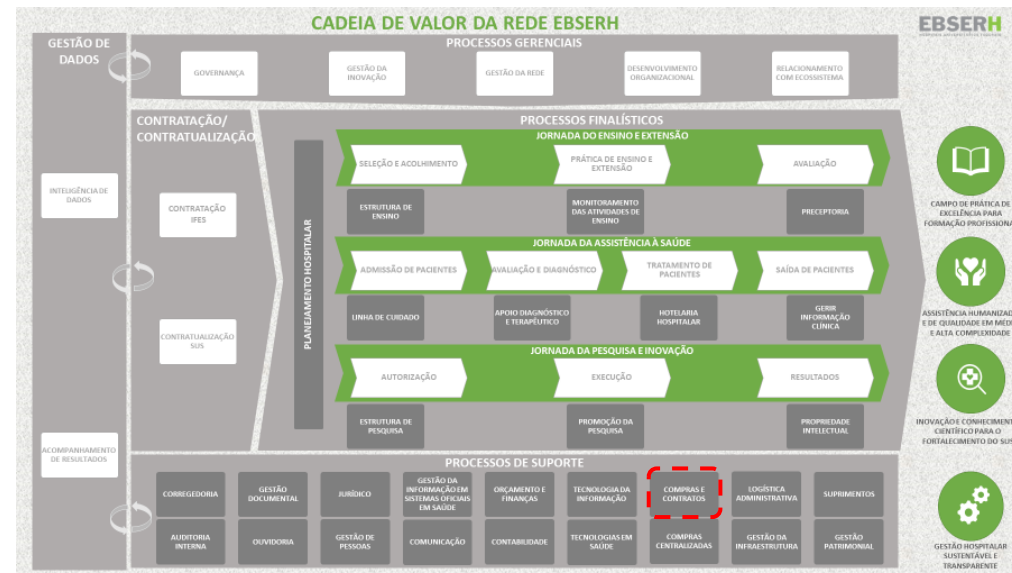 CADEIA DE VALOR DA REDE EBSERH
EBSERH
GESTÃO DE
DADOS
INTELIGÊNCIA DE
DADOS
ACOMPANHAMENTO
DE RESULTADOS
PROCESSOS GERENCIAIS
GOVERNANÇA
GESTÃO DA
INOVAÇÃO
GESTÃO DA REDE
DESENVOLVIMENTO
ORGANIZACIONAL
RELACIONAMENTO
COM ECOSSISTEMA
CONTRATAÇÃO/
CONTRATUALIZAÇÃO
CONTRATAÇÃO
IFES
CONTRATUALIZAÇÃO
SUS
PROCESSOS FINALÍSTICOS
PLANEJAMENTO HOSPITALAR
JORNADA DO ENSINO E EXTENSÃO
SELEÇÃO E ACOLHIMENTO
PRÁTICA DE ENSINO E
EXTENSÃO
AVALIAÇÃO
ESTRUTURA DE
ENSINO
MONITORAMENTO
DAS ATIVIDADES DE
ENSINO
PRECEPTORIA
JORNADA DA ASSISTÊNCIA À SAÚDE
ADMISSÃO DE PACIENTES
AVALIAÇÃO E DIAGNÓSTICO
TRATAMENTO DE
PACIENTES
SAÍDA DE PACIENTES
LINHA DE CUIDADO
APOIO DIAGNÓSTICO
E TERAPÊUTICO
HOTELARIA
HOSPITALAR
GERIR
INFORMAÇÃO
CLÍNICA
JORNADA DA PESQUISA E INOVAÇÃO
AUTORIZAÇÃO
EXECUÇÃO
RESULTADOS
ESTRUTURA DE
PESQUISA
PROMOÇÃO DA
PESQUISA
PROPRIEDADE
INTELECTUAL
PROCESSOS DE SUPORTE
CORREGEDORIA
GESTÃO
DOCUMENTAL
JURÍDICO
GESTÃO DA
INFORMAÇÃO EM
SISTEMAS OFICIAIS
EM SAÚDE
ORÇAMENTO E
FINANÇAS
TECNOLOGIA DA
INFORMAÇÃO
COMPRAS E
CONTRATOS
LOGÍSTICA
ADMINISTRATIVA
SUPRIMENTOS
AUDITORIA
INTERNA
OUVIDORIA
GESTÃO DE
PESSOAS
COMUNICAÇÃO
CONTABILIDADE
TECNOLOGIAS EM
SAÚDE
COMPRAS
CENTRALIZADAS
GESTÃO DA
INFRAESTRUTURA
GESTÃO
PATRIMONIAL
CAMPO DE PRÁTICA DE
EXCELÊNCIA PARA
FORMAÇÃO PROFISSIONA
ASSISTÊNCIA HUMANIZAD
E DE QUALIDADE EM MÉD
E ALTA COMPLEXIDADE
INOVAÇÃO E CONHECIMEN
CIENTÍFICO PARA O
FORTALECIMENTO DO SUS
GESTÃO HOSPITALAR
SUSTENTÁVEL E
TRANSPARENTE